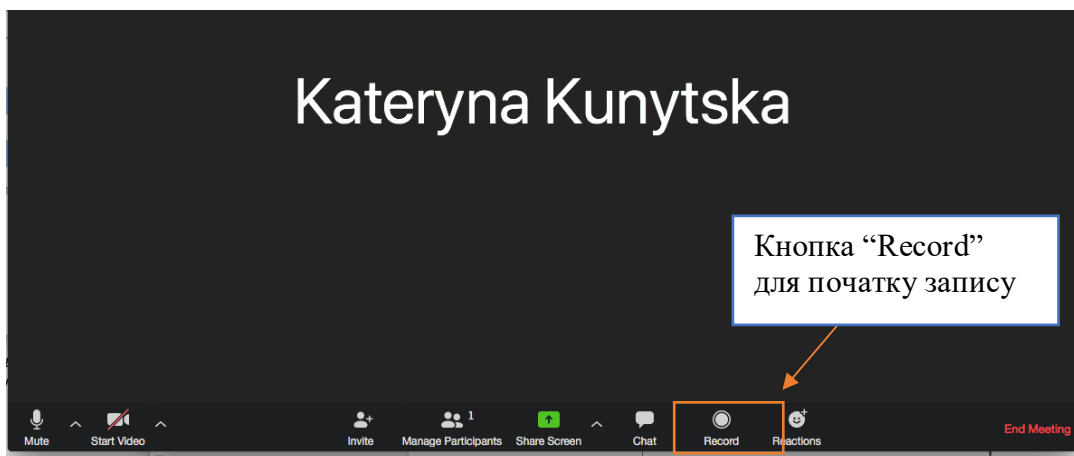 Kateryna Kunytska
Кнопка “Record”
для початку запису
1
Mute
Start Video
Invite
Manage Participants
Share Screen
Chat
Record
Reactions
End Meeting